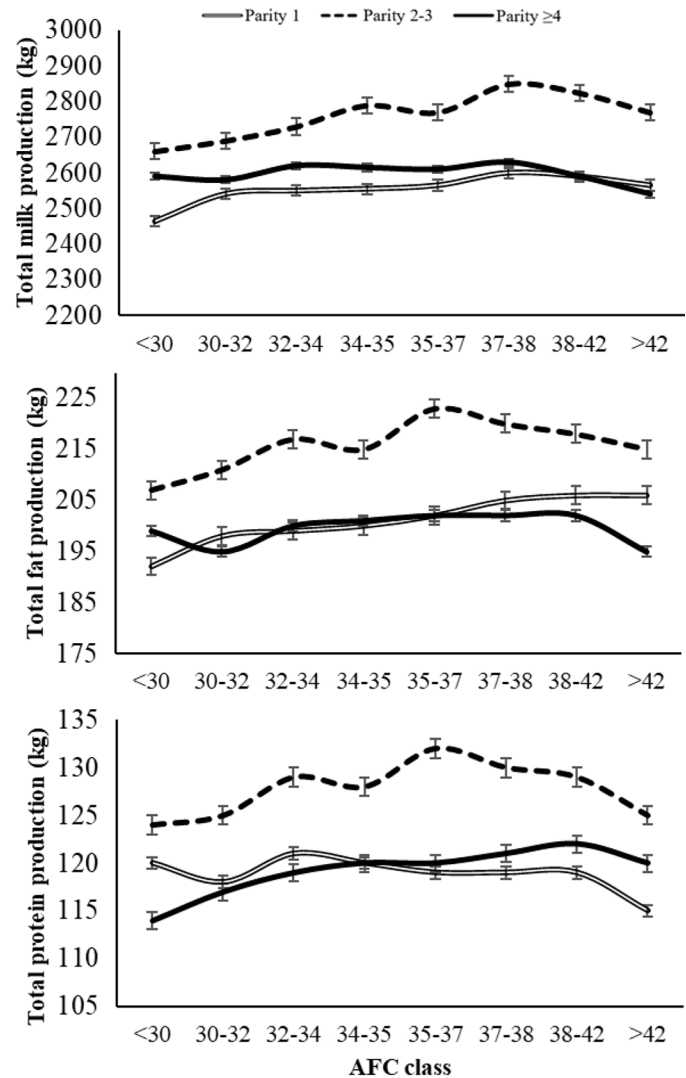 Parity 1 Parity 2-3 Parity ≥4
Total milk production (kg)
3000
2900
2800
2700
2600
2500
2400
2300
2200
<30 30-32 32-34 34-35 35-37 37-38 38-42 >42
Total fat production (kg)
225
215
205
195
185
175
<30 30-32 32-34 34-35 35-37 37-38 38-42 >42
Total protein production (kg)
135
130
125
120
115
110
105
<30 30-32 32-34 34-35 35-37 37-38 38-42 >42
AFC class